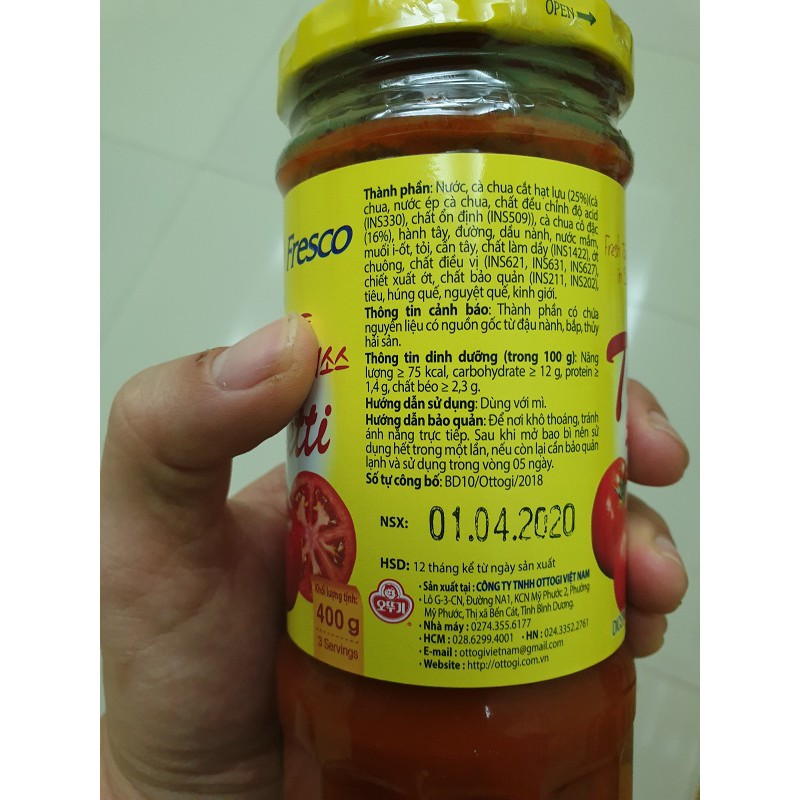 OPEN
Fresco
Thành phần: Nước, cà chua cắt hạt lựu (25%)(cà
chua, nước ép cà chua, chất điều chỉnh độ acid
(INS330), chất ổn định (INS509)), cà chua cô đặc
(16%), hành tây, đường, dầu nành, nước mắm,
muối i-ốt, tỏi, cần tây, chất làm dầy (INS1422), ớt
chuông, chất điều vị (INS621, INS631, INS627),
chiết xuất ớt, chất bảo quản (INS211, INS202),
tiêu, húng quế, nguyệt quế, kinh giới.
Thông tin cảnh báo: Thành phần có chứa
nguyên liệu có nguồn gốc từ đậu nành, bắp, thủy
hải sản.
Thông tin dinh dưỡng (trong 100 g): Năng
lượng ≥ 75 kcal, carbohydrate ≥ 12 g, protein ≥
1,4 g, chất béo ≥ 2,3 g.
Hướng dẫn sử dụng: Dùng với mì.
Hướng dẫn bảo quản: Để nơi khô thoáng, tránh
ánh nắng trực tiếp. Sau khi mở bao bì nên sử
dụng hết trong một lần, nếu còn lại cần bảo quản
lạnh và sử dụng trong vòng 05 ngày.
Số tự công bố: BD10/Ottogi/2018
NSX: 01.04.2020
HSD: 12 tháng kể từ ngày sản xuất
• Sản xuất tại : CÔNG TY TNHH OTTOGI VIỆT NAM
• Lô G-3-CN, Đường NA1, KCN Mỹ Phước 2, Phường
Mỹ Phước, Thị xã Bến Cát, Tỉnh Bình Dương.
• Nhà máy : 0274.355.6177
• HCM : 028.6299.4001 • HN : 024.3352.2761
• E-mail : ottogivietnam@gmail.com
• Website : http://ottogi.com.vn
오뚜기
Khối lượng tịnh:
400 g
3 Servings
소스
tti
Fresh